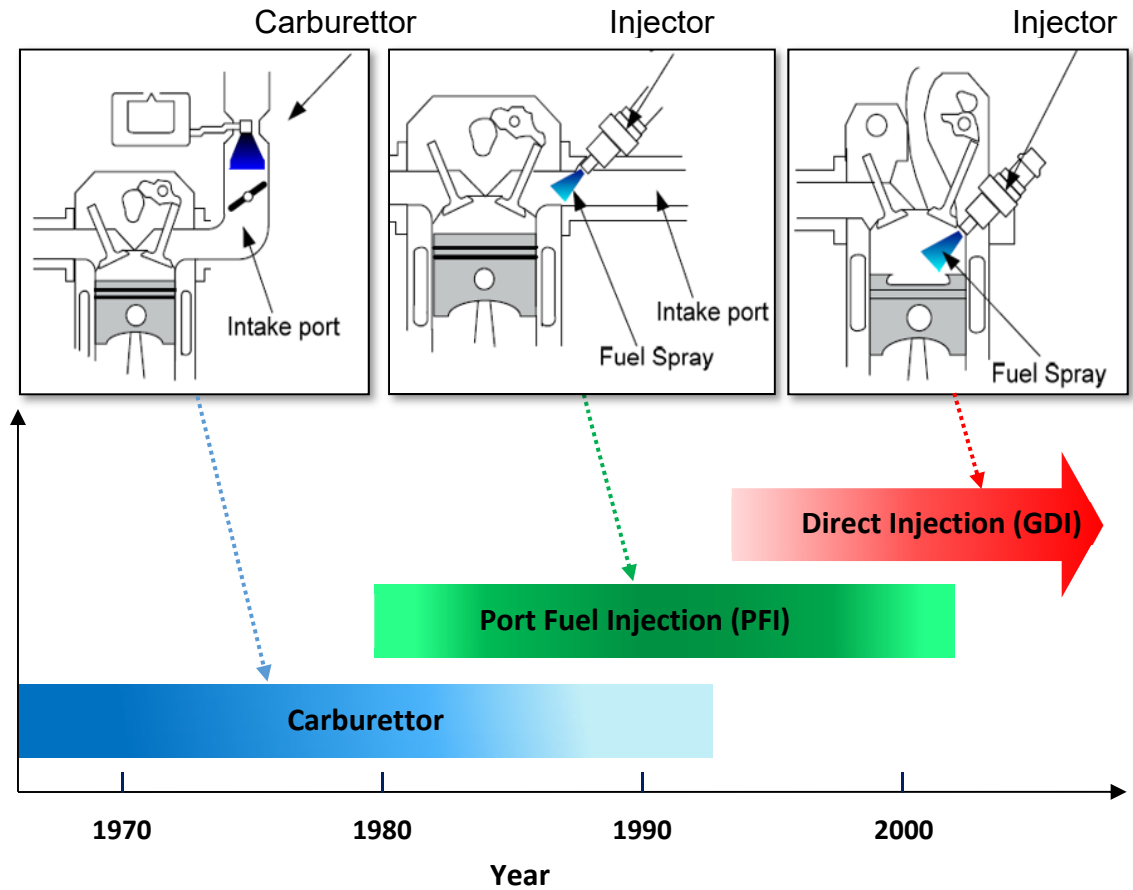 Carburettor
Injector
Injector
Intake port
Intake port
Fuel Spray
Fuel Spray
Direct Injection (GDI)
Port Fuel Injection (PFI)
Carburettor
1970
1980
1990
2000
Year